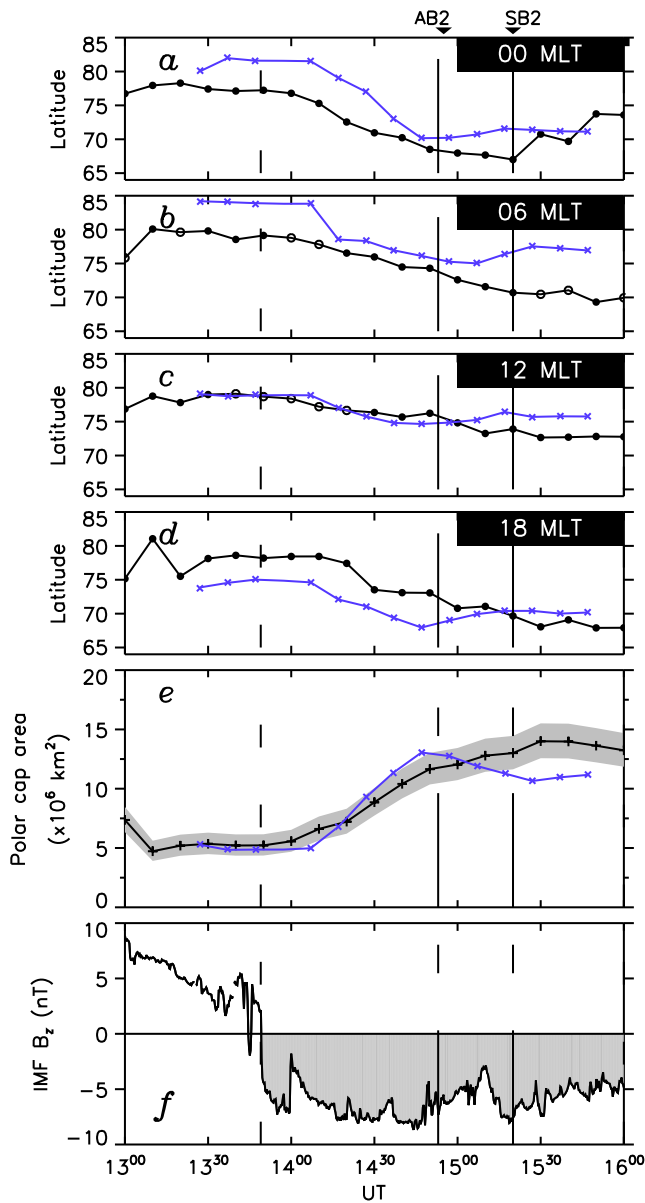 AB2 SB2
85
80
75
70
65
Latitude
a
00 MLT
85
80
75
70
65
Latitude
b
06 MLT
85
80
75
70
65
Latitude
c
12 MLT
85
80
75
70
65
Latitude
d
18 MLT
20
15
10
5
0
Polar cap area
(x10⁶ km²)
e
10
5
0
−5
−10
IMF B_z (nT)
f
13⁰⁰ 13³⁰ 14⁰⁰ 14³⁰ 15⁰⁰ 15³⁰ 16⁰⁰
UT